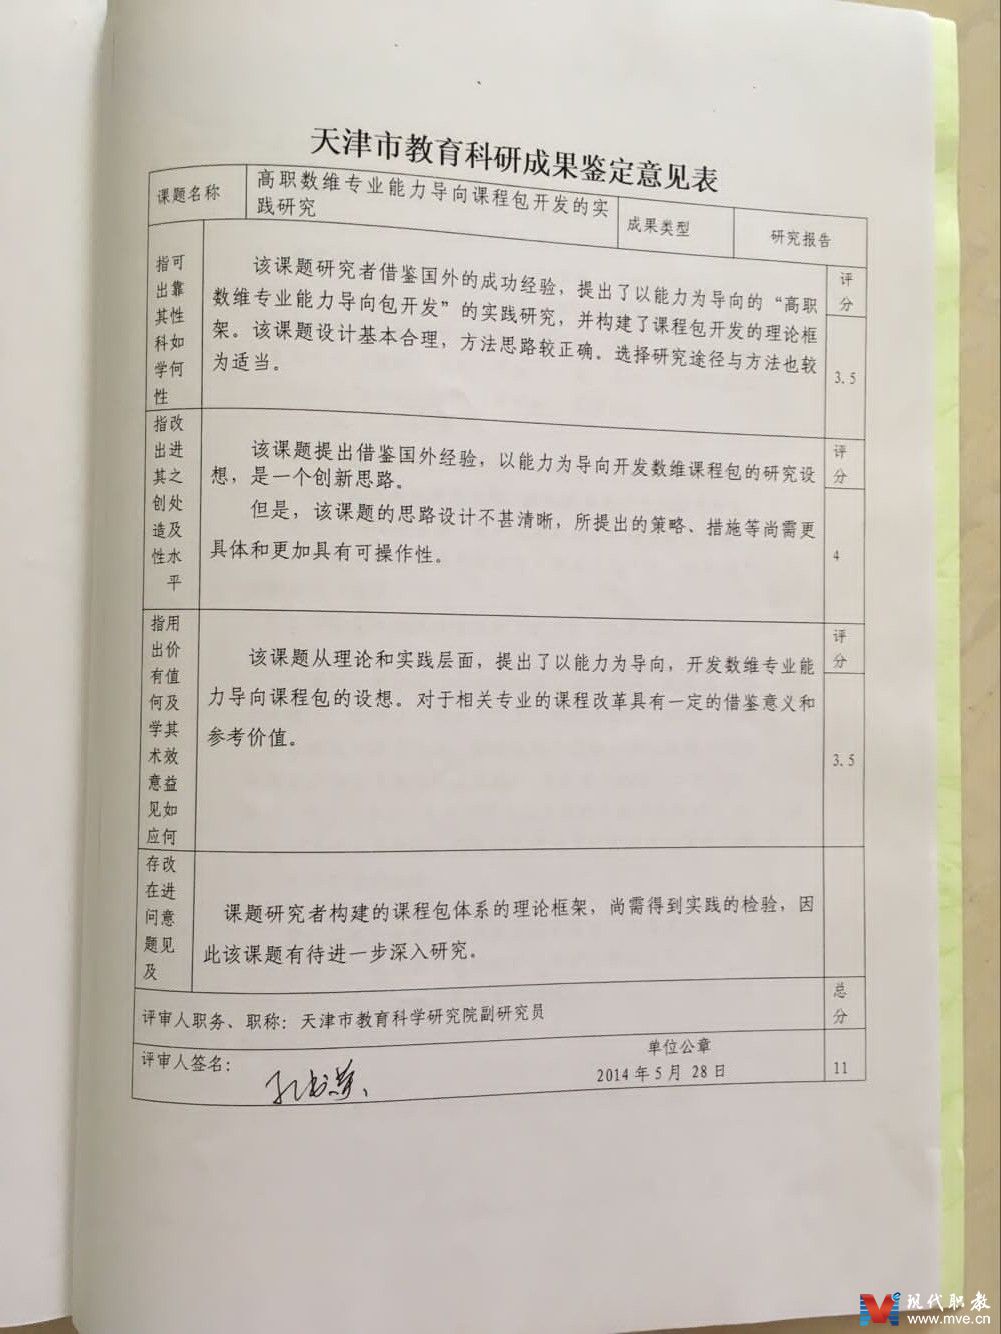 天津市教育科研成果鉴定意见表
课题名称
高职数维专业能力导向课程包开发的实
践研究
成果类型
研究报告
指可
出靠
其性
科如
学何
性
该课题研究者借鉴国外的成功经验，提出了以能力为导向的“高职
数维专业能力导向包开发”的实践研究，并构建了课程包开发的理论框
架。该课题设计基本合理，方法思路较正确。选择研究途径与方法也较
为适当。
评
分
3.5
指改
出进
其之
创处
造及
性水
平
该课题提出借鉴国外经验，以能力为导向开发数维课程包的研究设
想，是一个创新思路。
但是，该课题的思路设计不甚清晰，所提出的策略、措施等尚需更
具体和更加具有可操作性。
评
分
4
指用
出价
有值
何及
学其
术效
意益
见如
应何
该课题从理论和实践层面，提出了以能力为导向，开发数维专业能
力导向课程包的设想。对于相关专业的课程改革具有一定的借鉴意义和
参考价值。
评
分
3.5
存改
在进
问意
题见
及
课题研究者构建的课程包体系的理论框架，尚需得到实践的检验，因
此该课题有待进一步深入研究。
评审人职务、职称：天津市教育科学研究院副研究员
总
分
评审人签名：
单位公章
2014年5月28日
11
现代职教
www.mve.cn